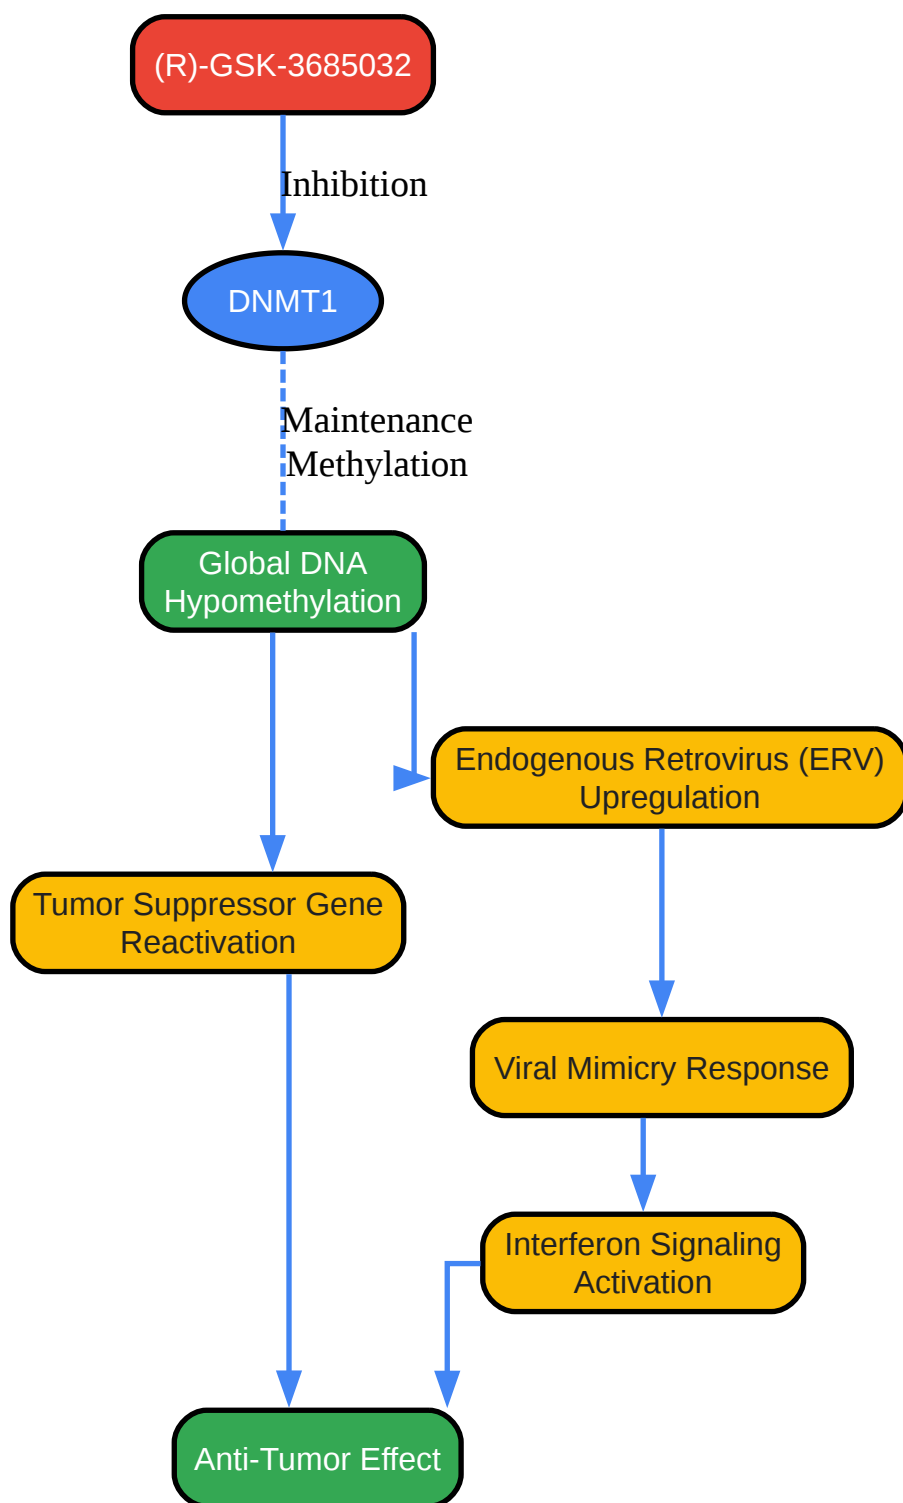 (R)-GSK-3685032
Inhibition
DNMT1
Maintenance
Methylation
Global DNA
Hypomethylation
Endogenous Retrovirus (ERV)
Upregulation
Tumor Suppressor Gene
Reactivation
Viral Mimicry Response
Interferon Signaling
Activation
Anti-Tumor Effect